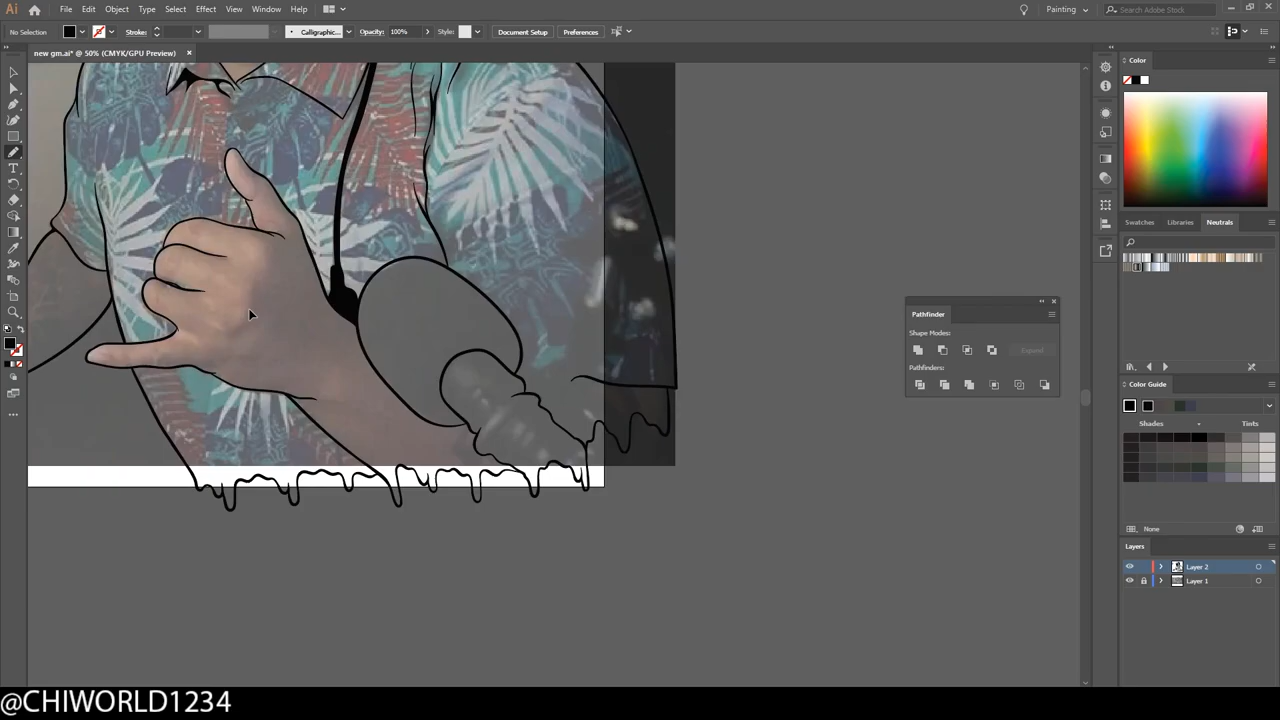 Ai File Edit Object Type Select Effect View Window Help Painting Search Adobe Stock
No Selection Stroke: Calligraphic... Opacity: 100% Style: Document Setup Preferences
new gm.ai* @ 50% (CMYK/GPU Preview)
Color
Swatches Libraries Neutrals
Pathfinder
Shape Modes:
Expand
Pathfinders:
Color Guide
Shades Tints
None
Layers
Layer 2
Layer 1
@CHIWORLD1234